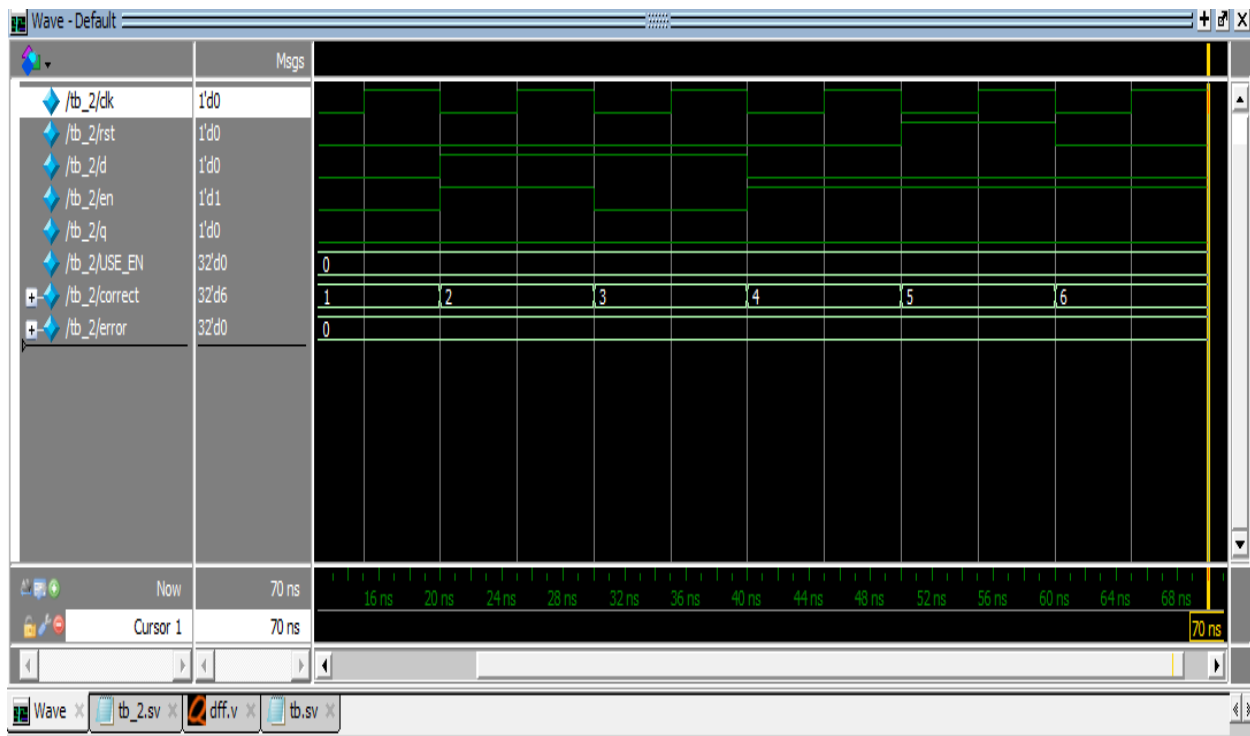 Wave - Default
Msgs
/tb_2/clk 1'd0
/tb_2/rst 1'd0
/tb_2/d 1'd0
/tb_2/en 1'd1
/tb_2/q 1'd0
/tb_2/USE_EN 32'd0 0
/tb_2/correct 32'd6 1 2 3 4 5 6
/tb_2/error 32'd0 0
Now 70 ns 16 ns 20 ns 24 ns 28 ns 32 ns 36 ns 40 ns 44 ns 48 ns 52 ns 56 ns 60 ns 64 ns 68 ns
Cursor 1 70 ns 70 ns
Wave tb_2.sv dff.v tb.sv